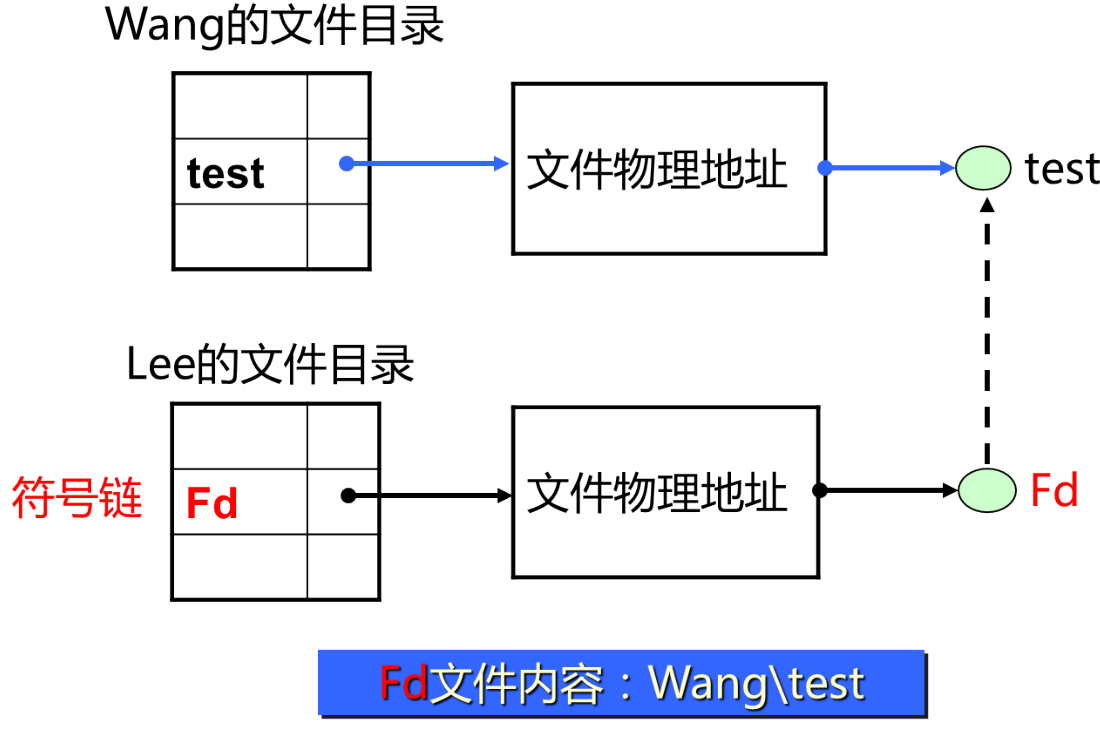 Wang的文件目录
test
文件物理地址
test
Lee的文件目录
符号链
Fd
文件物理地址
Fd
Fd文件内容：Wang\test